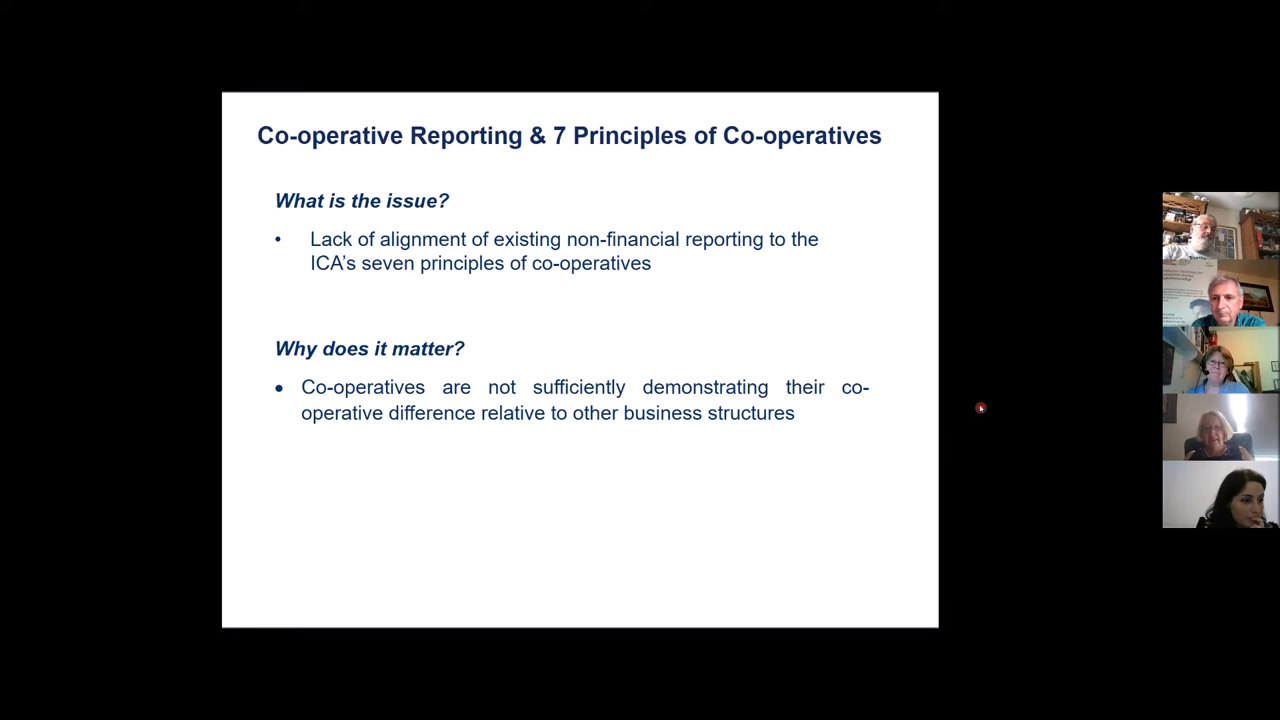 Co-operative Reporting & 7 Principles of Co-operatives
What is the issue?
• Lack of alignment of existing non-financial reporting to the
ICA’s seven principles of co-operatives
Why does it matter?
• Co-operatives are not sufficiently demonstrating their co-
operative difference relative to other business structures